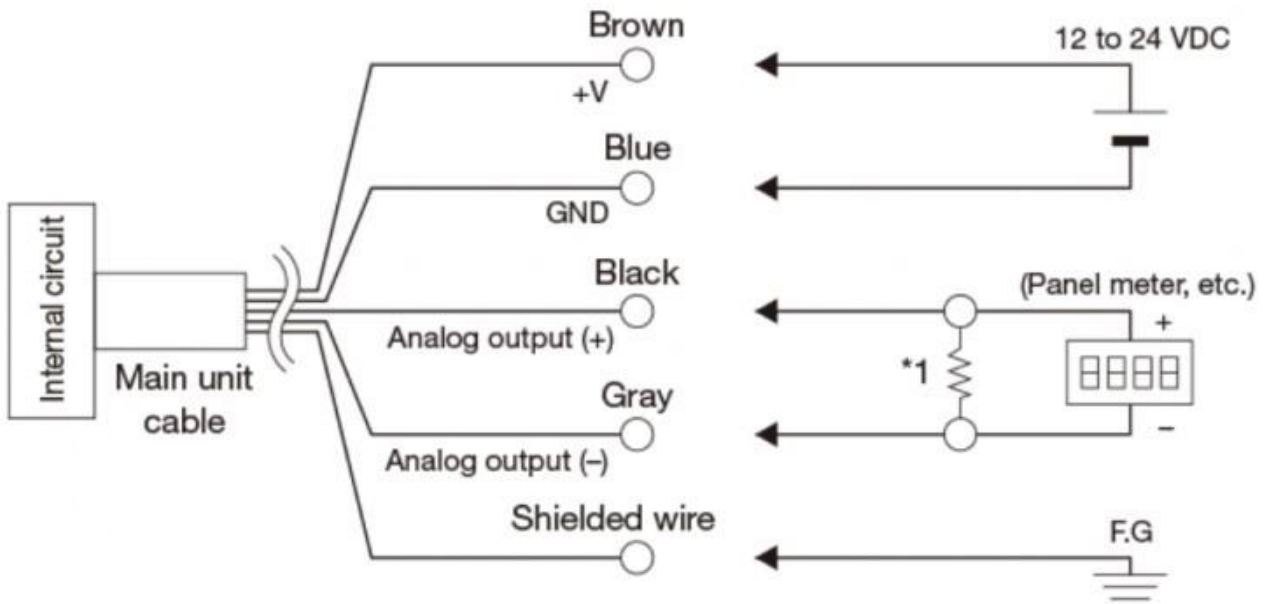 Brown
12 to 24 VDC
+V
Blue
GND
Internal circuit
Black
(Panel meter, etc.)
Analog output (+)
+
Main unit
cable
*1
Gray
Analog output (–)
–
Shielded wire
F.G